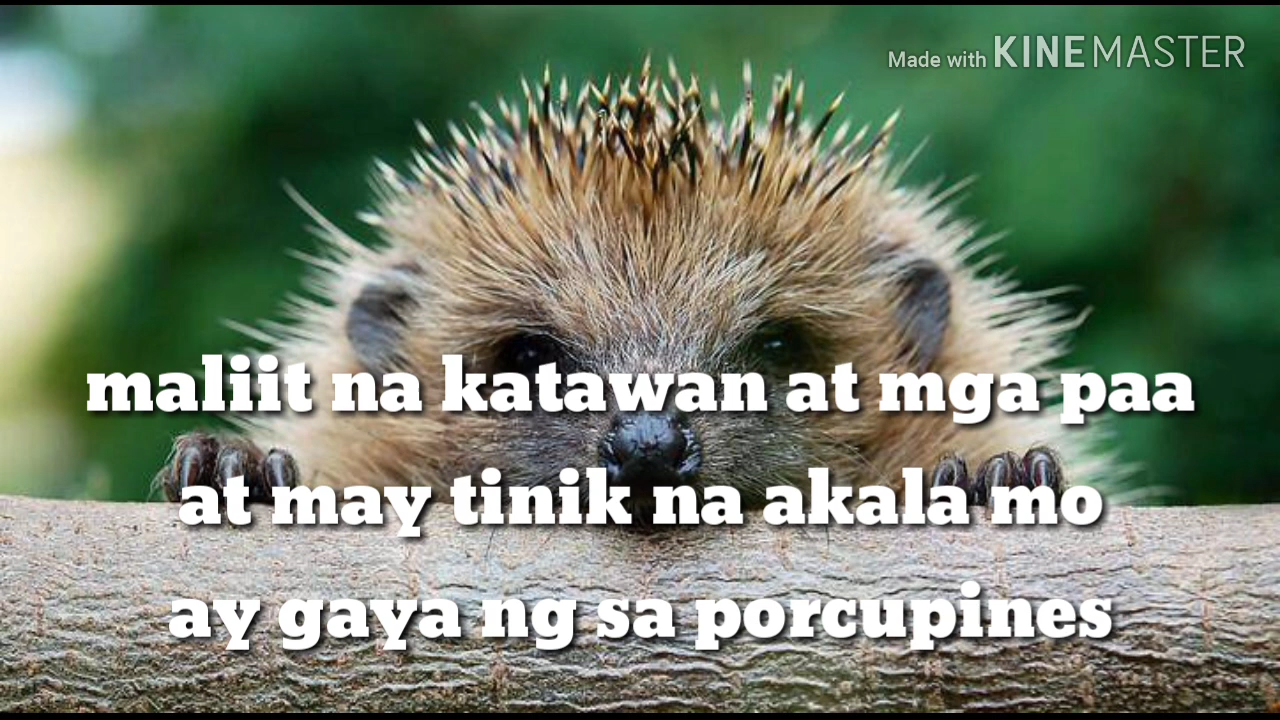 Made with KINEMASTER
maliit na katawan at mga paa
at may tinik na akala mo
ay gaya ng sa porcupines